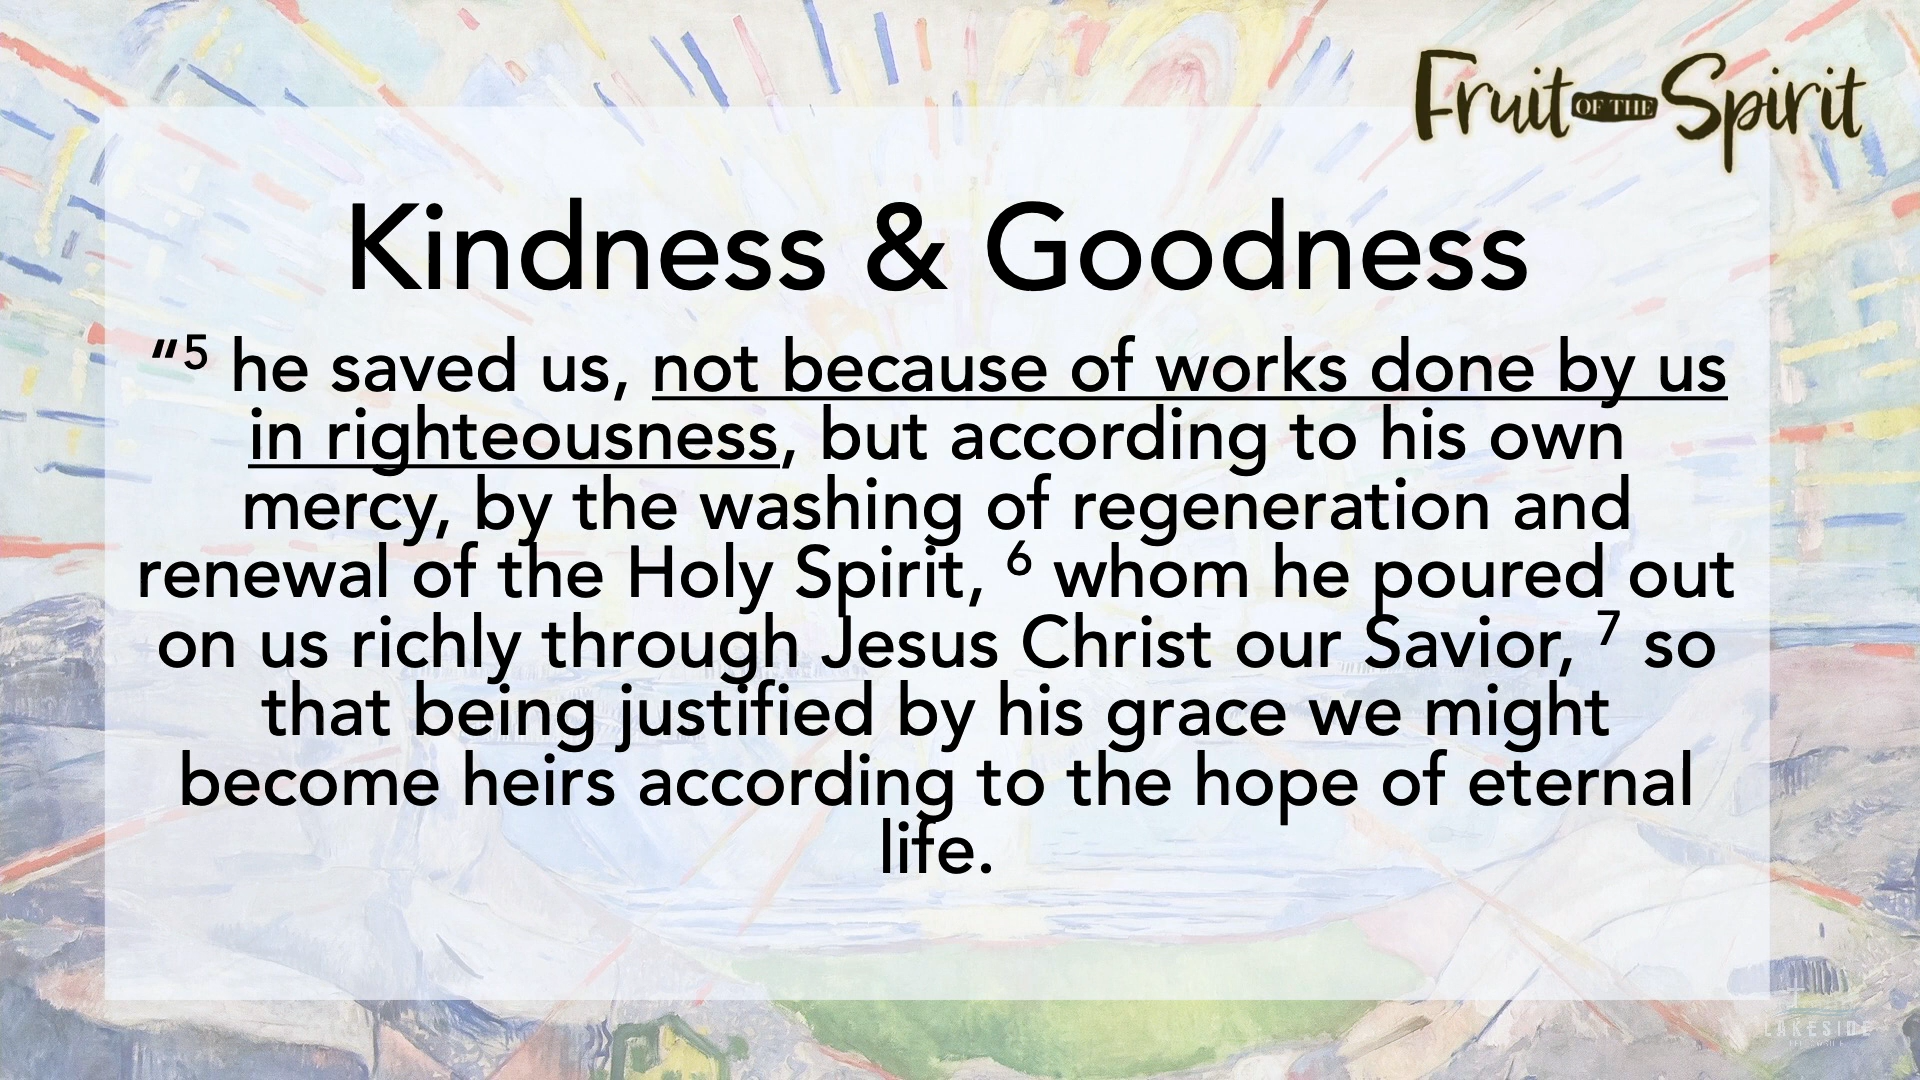 Fruit OF THE Spirit
Kindness & Goodness
“5 he saved us, not because of works done by us
in righteousness, but according to his own
mercy, by the washing of regeneration and
renewal of the Holy Spirit, 6 whom he poured out
on us richly through Jesus Christ our Savior, 7 so
that being justified by his grace we might
become heirs according to the hope of eternal
life.
LAKESIDE